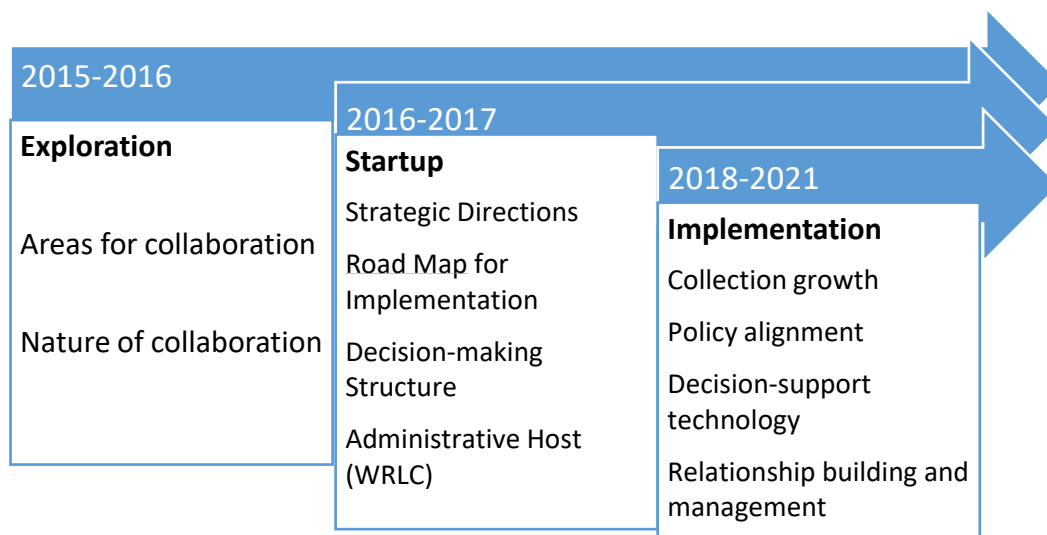 2015-2016
Exploration
Areas for collaboration
Nature of collaboration
2016-2017
Startup
Strategic Directions
Road Map for
Implementation
Decision-making
Structure
Administrative Host
(WRLC)
2018-2021
Implementation
Collection growth
Policy alignment
Decision-support
technology
Relationship building and
management